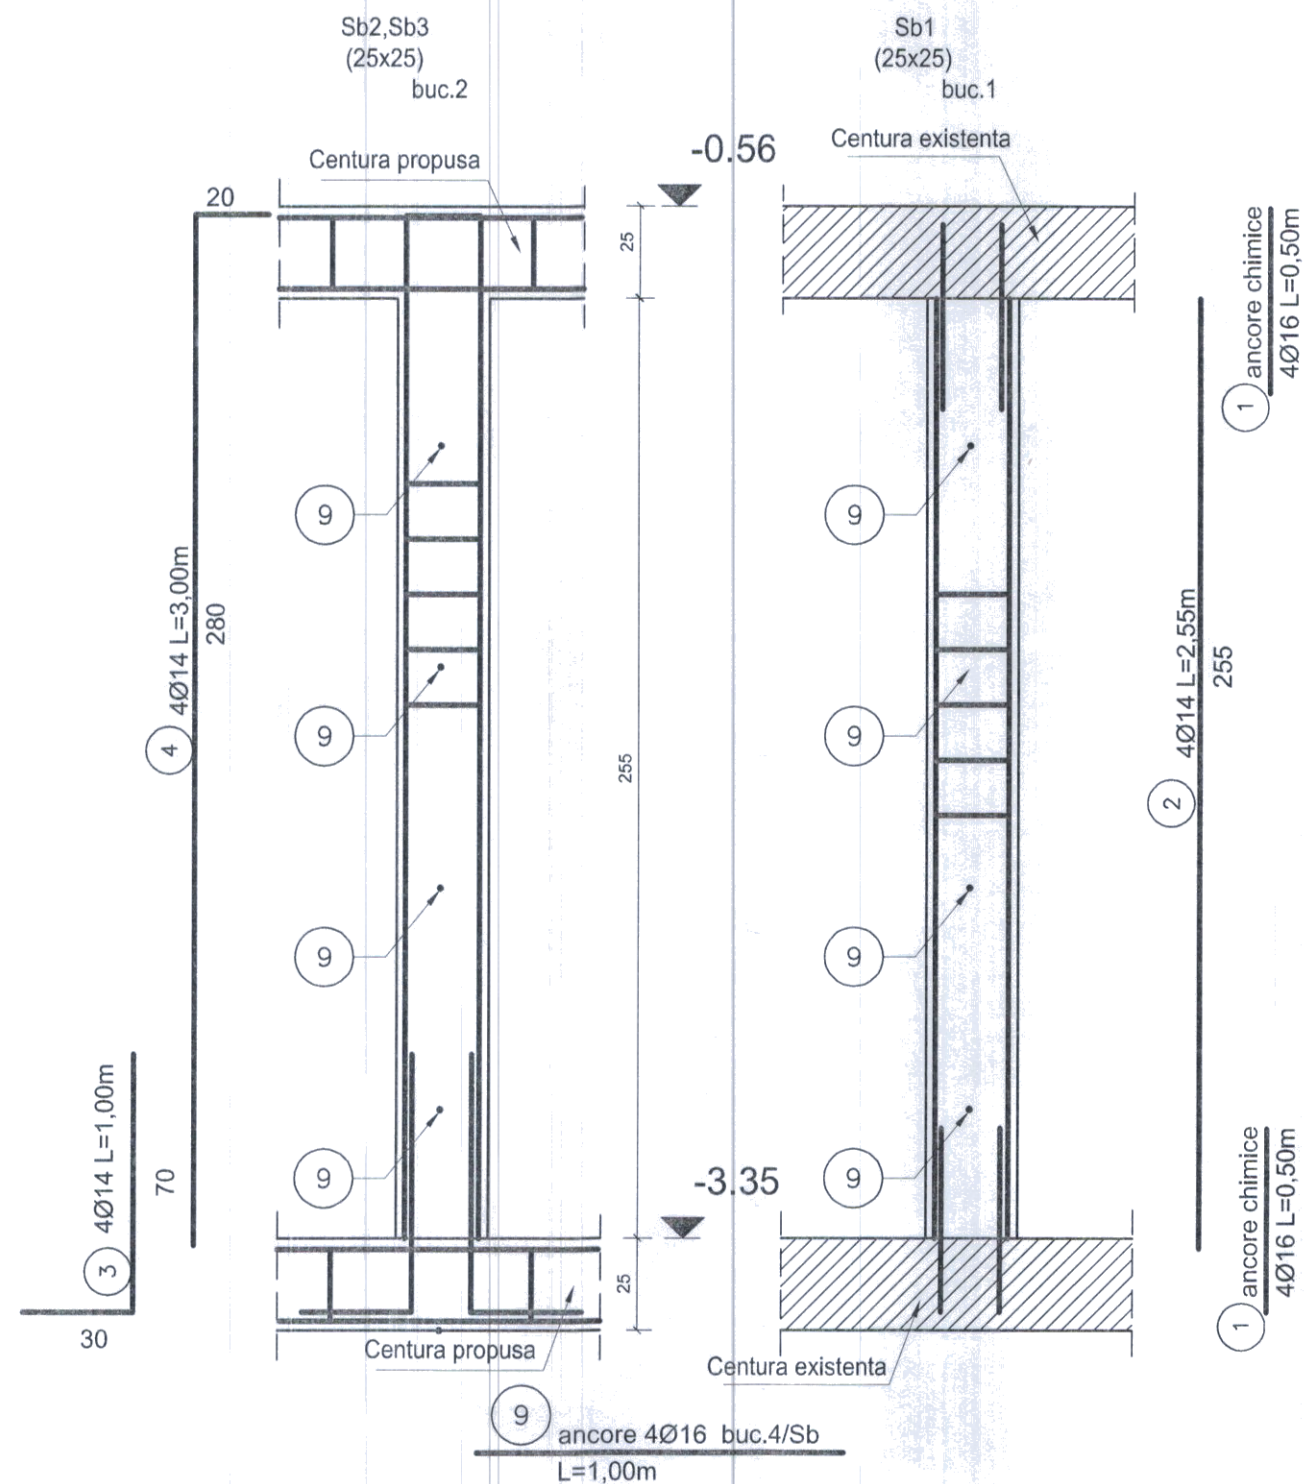 Sb2,Sb3
(25x25)
buc.2
Sb1
(25x25)
buc.1
Centura propusa
-0.56
Centura existenta
20
25
1 ancore chimice
4Ø16 L=0,50m
9
9
4 4Ø14 L=3,00m
280
9
9
255
2 4Ø14 L=2,55m
255
9
9
3 4Ø14 L=1,00m
70
30
9
9
-3.35
25
1 ancore chimice
4Ø16 L=0,50m
Centura propusa
Centura existenta
9 ancore 4Ø16 buc.4/Sb
L=1,00m